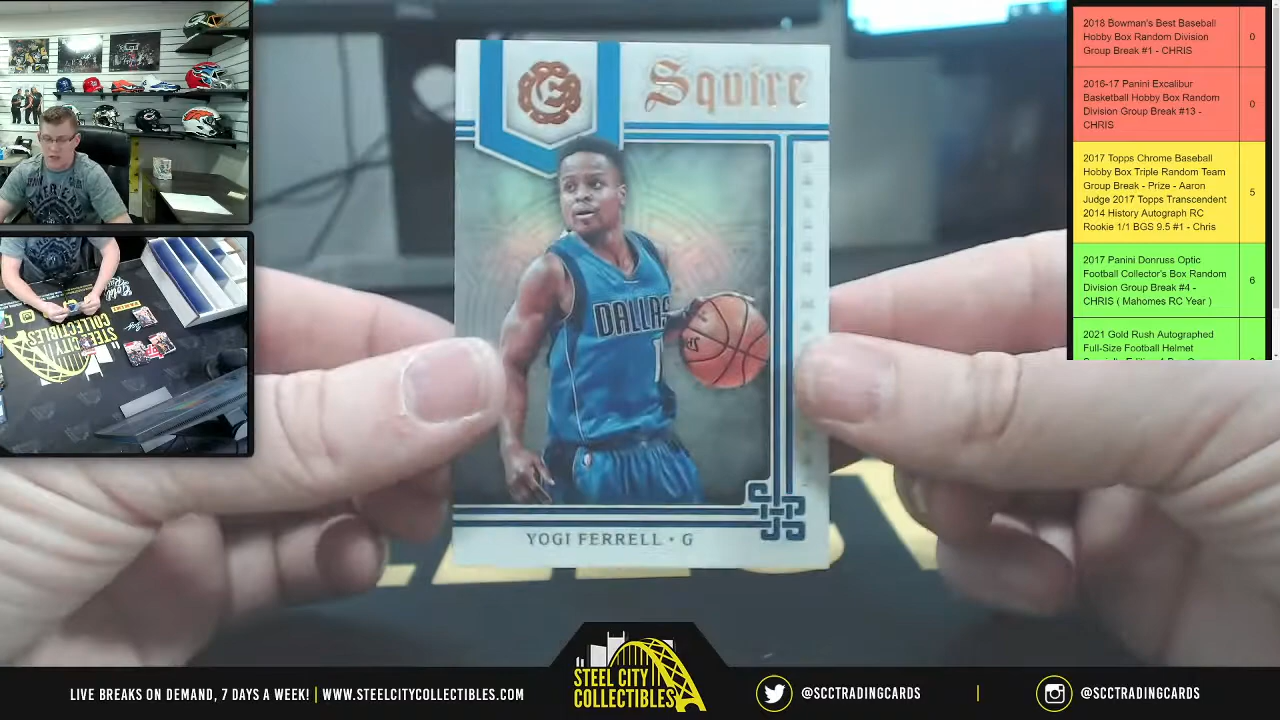 Squire
DALLAS
1
YOGI FERRELL • G
2018 Bowman's Best Baseball
Hobby Box Random Division
Group Break #1 - CHRIS
0
2016-17 Panini Excalibur
Basketball Hobby Box Random
Division Group Break #13 -
CHRIS
0
2017 Topps Chrome Baseball
Hobby Box Triple Random Team
Group Break - Prize - Aaron
Judge 2017 Topps Transcendent
2014 History Autograph RC
Rookie 1/1 BGS 9.5 #1 - Chris
5
2017 Panini Donruss Optic
Football Collector's Box Random
Division Group Break #4 -
CHRIS ( Mahomes RC Year )
6
2021 Gold Rush Autographed
Full-Size Football Helmet
STEEL CITY
COLLECTIBLES
LIVE BREAKS ON DEMAND, 7 DAYS A WEEK! | WWW.STEELCITYCOLLECTIBLES.COM
STEEL CITY
COLLECTIBLES
@SCCTRADINGCARDS | @SCCTRADINGCARDS